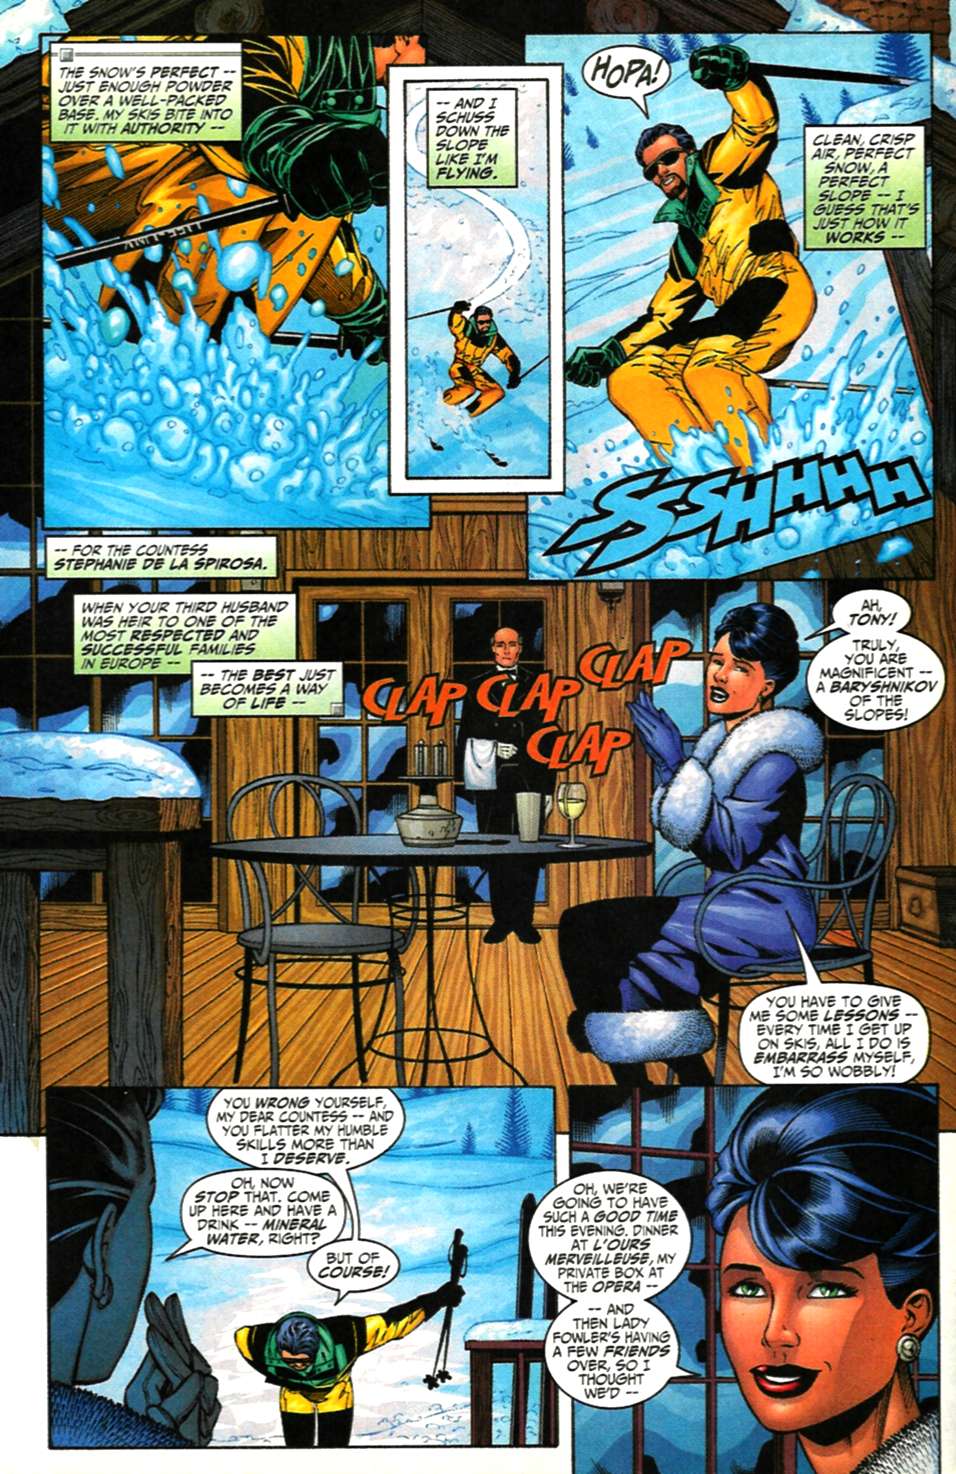 THE SNOW'S PERFECT --
JUST ENOUGH POWDER
OVER A WELL-PACKED
BASE. MY SKIS BITE INTO
IT WITH AUTHORITY --
-- AND I
SCHUSS
DOWN THE
SLOPE
LIKE I'M
FLYING.
HOPA!
CLEAN, CRISP
AIR, PERFECT
SNOW, A
PERFECT
SLOPE -- I
GUESS THAT'S
JUST HOW IT
WORKS --
SSSHHHH
-- FOR THE COUNTESS
STEPHANIE DE LA SPIROSA.
WHEN YOUR THIRD HUSBAND
WAS HEIR TO ONE OF THE
MOST RESPECTED AND
SUCCESSFUL FAMILIES
IN EUROPE --
-- THE BEST JUST
BECOMES A WAY
OF LIFE --
CLAP
CLAP
CLAP
CLAP
AH,
TONY!
TRULY,
YOU ARE
MAGNIFICENT --
A BARYSHNIKOV
OF THE
SLOPES!
YOU HAVE TO GIVE
ME SOME LESSONS --
EVERY TIME I GET UP
ON SKIS, ALL I DO IS
EMBARRASS MYSELF,
I'M SO WOBBLY!
YOU WRONG YOURSELF,
MY DEAR COUNTESS -- AND
YOU FLATTER MY HUMBLE
SKILLS MORE THAN
I DESERVE.
OH, NOW
STOP THAT. COME
UP HERE AND HAVE A
DRINK -- MINERAL
WATER, RIGHT?
BUT OF
COURSE!
OH, WE'RE
GOING TO HAVE
SUCH A GOOD TIME
THIS EVENING. DINNER
AT L'OURS
MERVEILLEUSE, MY
PRIVATE BOX AT
THE OPERA --
-- AND
THEN LADY
FOWLER'S HAVING
A FEW FRIENDS
OVER, SO I
THOUGHT
WE'D --